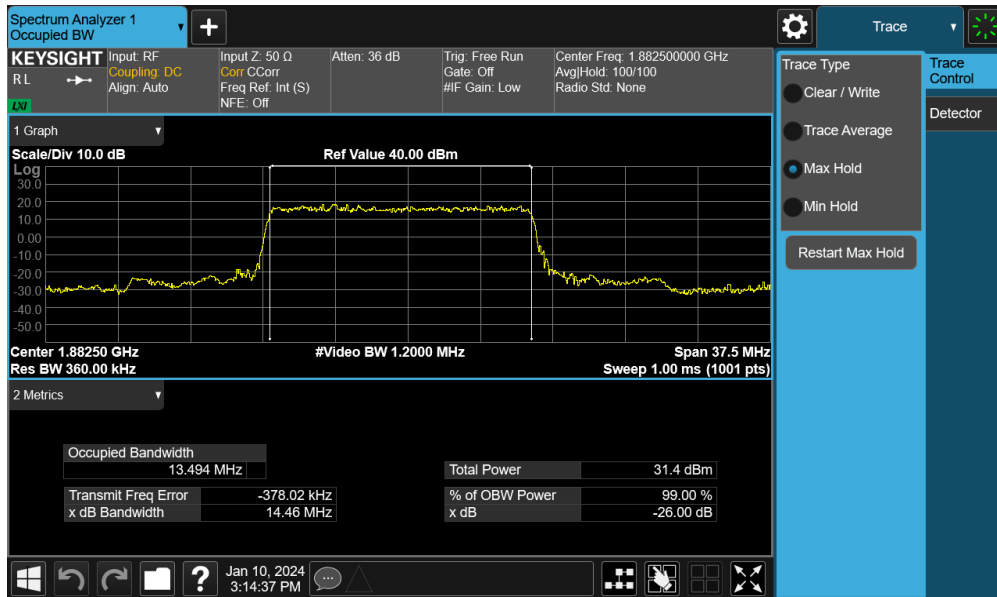 Spectrum Analyzer 1
Occupied BW
+
Trace
KEYSIGHT
R L
LXI
Input: RF
Coupling: DC
Align: Auto
Input Z: 50 Ω
Corr CCorr
Freq Ref: Int (S)
NFE: Off
Atten: 36 dB
Trig: Free Run
Gate: Off
#IF Gain: Low
Center Freq: 1.882500000 GHz
Avg|Hold: 100/100
Radio Std: None
Trace Type
Clear / Write
Trace Average
Max Hold
Min Hold
Restart Max Hold
Trace
Control
Detector
1 Graph
Scale/Div 10.0 dB
Ref Value 40.00 dBm
Log
30.0
20.0
10.0
0.00
-10.0
-20.0
-30.0
-40.0
-50.0
Center 1.88250 GHz
#Video BW 1.2000 MHz
Span 37.5 MHz
Res BW 360.00 kHz
Sweep 1.00 ms (1001 pts)
2 Metrics
Occupied Bandwidth
13.494 MHz
Total Power 31.4 dBm
Transmit Freq Error -378.02 kHz
% of OBW Power 99.00 %
x dB Bandwidth 14.46 MHz
x dB -26.00 dB
?
Jan 10, 2024
3:14:37 PM